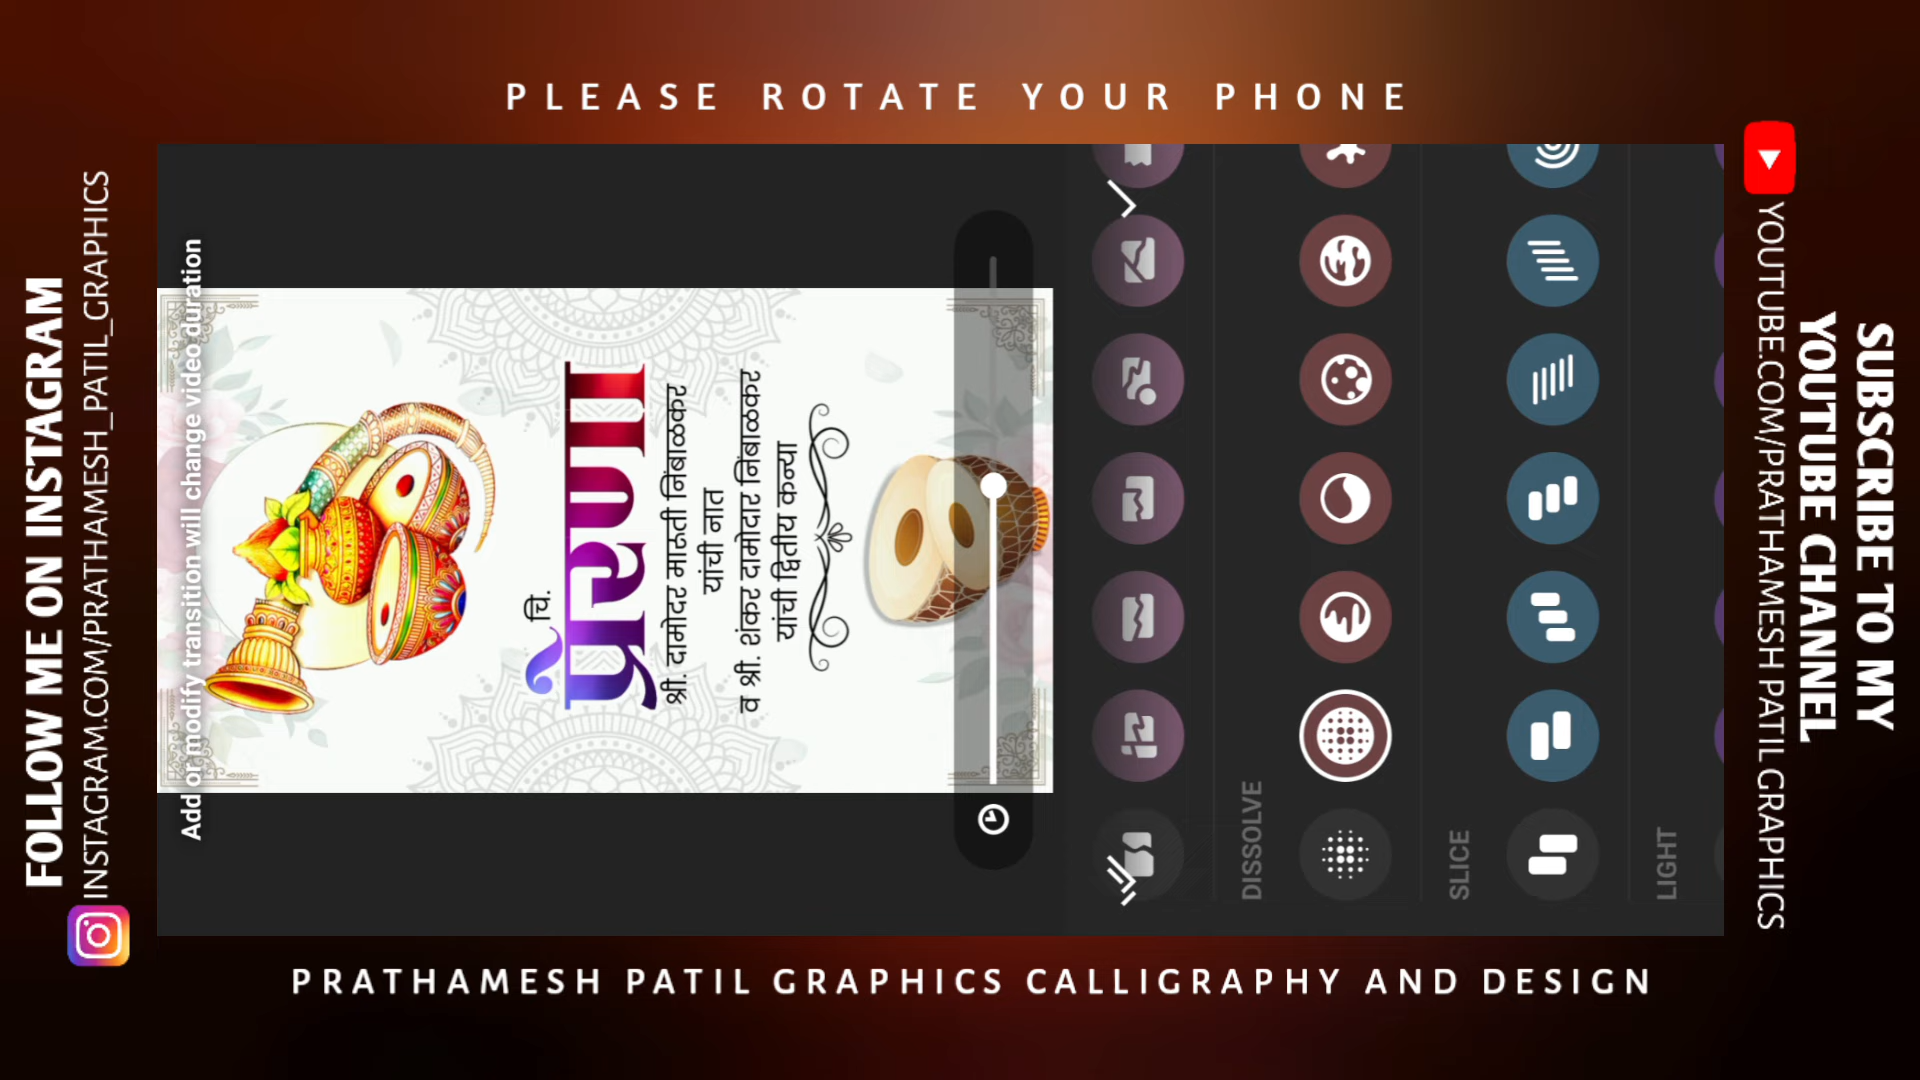 PLEASE ROTATE YOUR PHONE
FOLLOW ME ON INSTAGRAM
INSTAGRAM.COM/PRATHAMESH_PATIL_GRAPHICS
Add or modify transition will change video duration
चि.
श्री. दामोदर मारुती निंबाळकर
यांची नात
व श्री. शंकर दामोदर निंबाळकर
यांची द्वितीय कन्या
DISSOLVE
SLICE
LIGHT
SUBSCRIBE TO MY
YOUTUBE CHANNEL
YOUTUBE.COM/PRATHAMESH PATIL GRAPHICS
PRATHAMESH PATIL GRAPHICS CALLIGRAPHY AND DESIGN